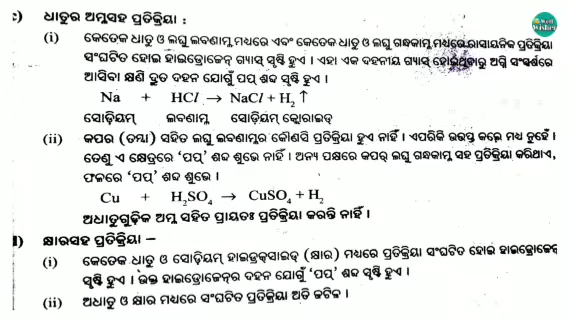 c) ଧାତୁର ଅମ୍ଳସହ ପ୍ରତିକ୍ରିୟା :
(i) କେତେକ ଧାତୁ ଓ ଲଘୁ ଲବଣାମ୍ଳ ମଧ୍ୟରେ ଏବଂ କେତେକ ଧାତୁ ଓ ଲଘୁ ଗନ୍ଧକାମ୍ଳ ମଧ୍ୟରେ ରାସାୟନିକ ପ୍ରତିକ୍ରିୟା
ସଂଘଟିତ ହୋଇ ହାଇଡ୍ରୋଜେନ୍ ଗ୍ୟାସ୍ ସୃଷ୍ଟି ହୁଏ । ଏହା ଏକ ଦହନୀୟ ଗ୍ୟାସ୍ ହୋଇଥିବାରୁ ଅଗ୍ନି ସଂସ୍ପର୍ଶରେ
ଆସିବା କ୍ଷଣି ଦ୍ରୁତ ଦହନ ଯୋଗୁଁ ପପ୍ ଶବ୍ଦ ସୃଷ୍ଟି ହୁଏ ।
Na + HCl → NaCl + H₂ ↑
ସୋଡ଼ିୟମ୍ ଲବଣାମ୍ଳ ସୋଡ଼ିୟମ୍ କ୍ଲୋରାଇଡ୍
(ii) କପର (ତମ୍ବା) ସହିତ ଲଘୁ ଲବଣାମ୍ଳର କୌଣସି ପ୍ରତିକ୍ରିୟା ହୁଏ ନାହିଁ । ଏପରିକି ଉତ୍ତପ୍ତ କଲେ ମଧ୍ୟ ନୁହେଁ ।
ତେଣୁ ଏ କ୍ଷେତ୍ରରେ ‘ପପ୍’ ଶବ୍ଦ ଶୁଭେ ନାହିଁ । ଅନ୍ୟ ପକ୍ଷରେ କପର୍ ଲଘୁ ଗନ୍ଧକାମ୍ଳ ସହ ପ୍ରତିକ୍ରିୟା କରିଥାଏ,
ଫଳରେ ‘ପପ୍’ ଶବ୍ଦ ଶୁଭେ ।
Cu + H₂SO₄ → CuSO₄ + H₂
ଅଧାତୁଗୁଡ଼ିକ ଅମ୍ଳ ସହିତ ପ୍ରାୟତଃ ପ୍ରତିକ୍ରିୟା କରନ୍ତି ନାହିଁ ।
କ୍ଷାରସହ ପ୍ରତିକ୍ରିୟା –
(i) କେତେକ ଧାତୁ ଓ ସୋଡ଼ିୟମ୍ ହାଇଡ୍ରକ୍‌ସାଇଡ୍ (କ୍ଷାର) ମଧ୍ୟରେ ପ୍ରତିକ୍ରିୟା ସଂଘଟିତ ହୋଇ ହାଇଡ୍ରୋଜେନ୍
ସୃଷ୍ଟି ହୁଏ । ଉକ୍ତ ହାଇଡ୍ରୋଜେନ୍‌ର ଦହନ ଯୋଗୁଁ ‘ପପ୍’ ଶବ୍ଦ ସୃଷ୍ଟି ହୁଏ ।
(ii) ଅଧାତୁ ଓ କ୍ଷାର ମଧ୍ୟରେ ସଂଘଟିତ ପ୍ରତିକ୍ରିୟା ଅତି ଜଟିଳ ।